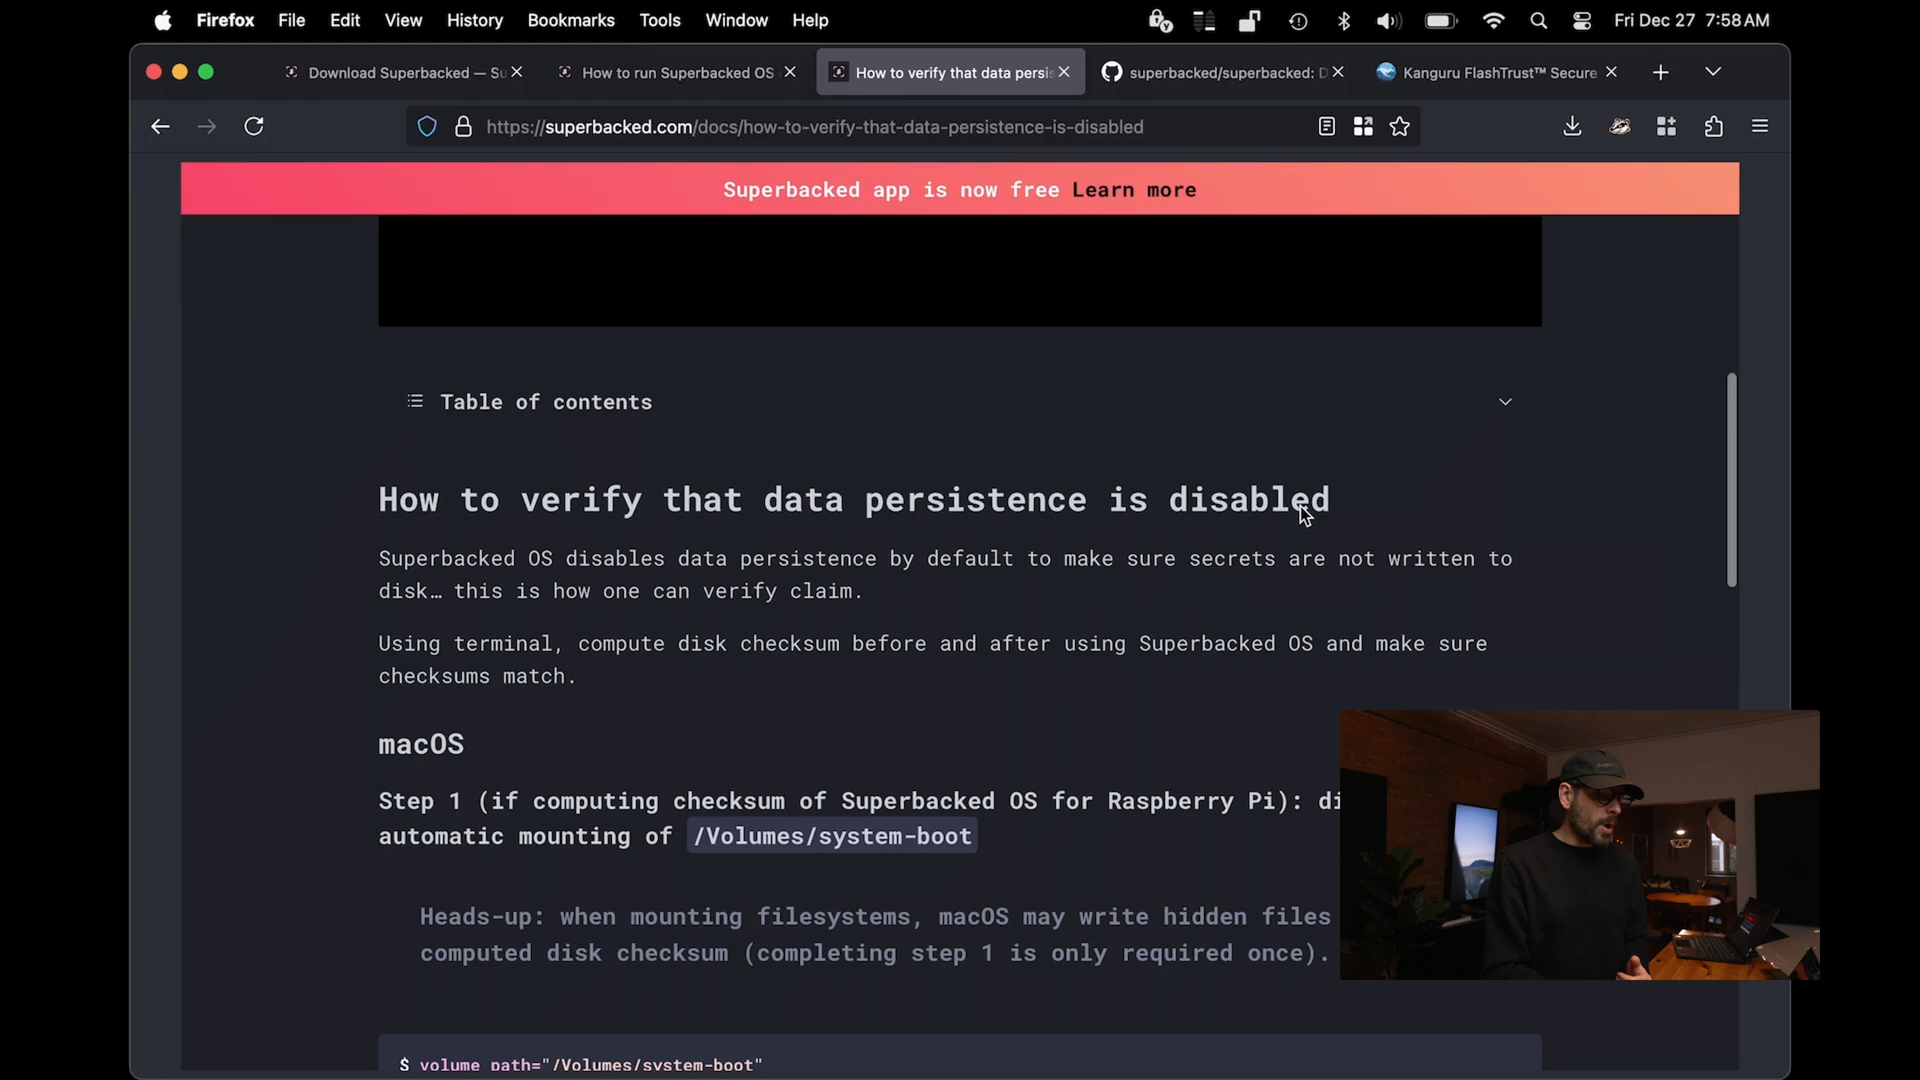 Firefox File Edit View History Bookmarks Tools Window Help Fri Dec 27 7:58 AM
Download Superbacked — Su How to run Superbacked OS How to verify that data persis superbacked/superbacked: D Kanguru FlashTrust™ Secure
https://superbacked.com/docs/how-to-verify-that-data-persistence-is-disabled
Superbacked app is now free Learn more
Table of contents
How to verify that data persistence is disabled
Superbacked OS disables data persistence by default to make sure secrets are not written to
disk… this is how one can verify claim.
Using terminal, compute disk checksum before and after using Superbacked OS and make sure
checksums match.
macOS
Step 1 (if computing checksum of Superbacked OS for Raspberry Pi): di
automatic mounting of /Volumes/system-boot
Heads-up: when mounting filesystems, macOS may write hidden files
computed disk checksum (completing step 1 is only required once).
$ volume_path="/Volumes/system-boot"